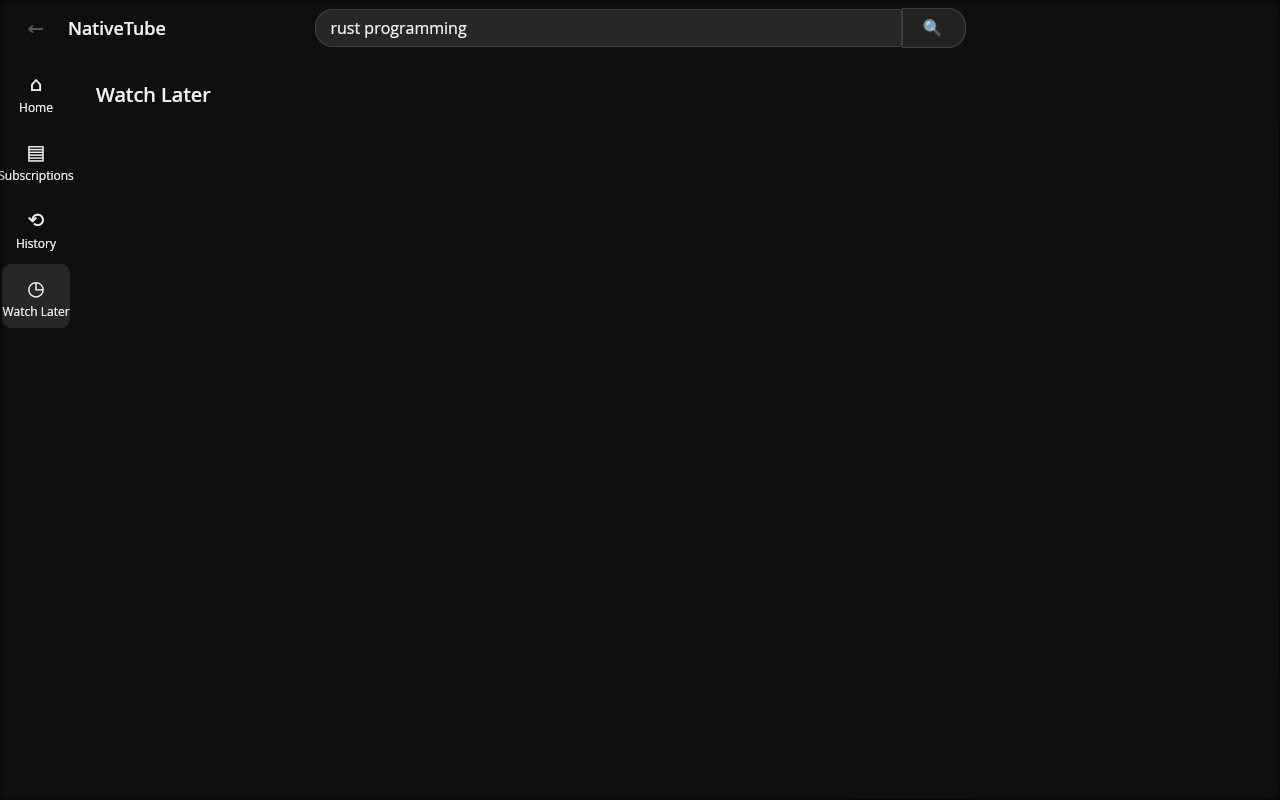 NativeTube
rust programming
Home
Subscriptions
History
Watch Later
Watch Later